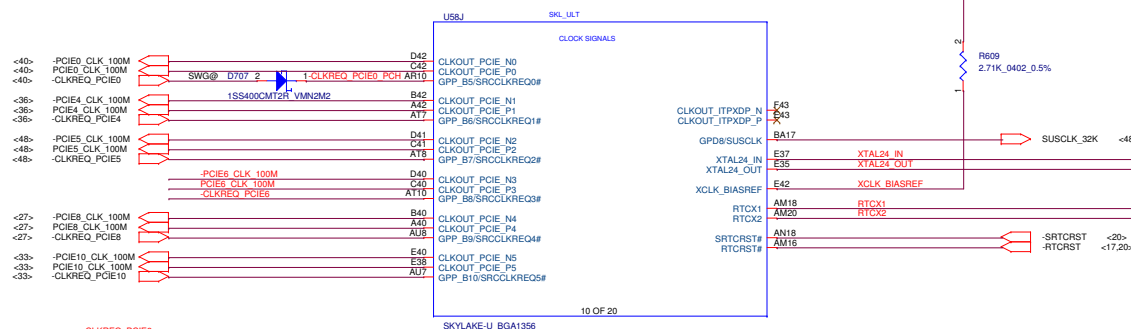 U58J
SKL_ULT
CLOCK SIGNALS
<40> -PCIE0_CLK_100M D42 CLKOUT_PCIE_N0
<40> PCIE0_CLK_100M C42 CLKOUT_PCIE_P0
<40> -CLKREQ_PCIE0 SWG@ D707 2 1 -CLKREQ_PCIE0_PCH AR10 GPP_B5/SRCCLKREQ0#
1SS400CMT2R_VMN2M2
<36> -PCIE4_CLK_100M B42 CLKOUT_PCIE_N1
<36> PCIE4_CLK_100M A42 CLKOUT_PCIE_P1
<36> -CLKREQ_PCIE4 AT7 GPP_B6/SRCCLKREQ1#
<48> -PCIE5_CLK_100M D41 CLKOUT_PCIE_N2
<48> PCIE5_CLK_100M C41 CLKOUT_PCIE_P2
<48> -CLKREQ_PCIE5 AT8 GPP_B7/SRCCLKREQ2#
-PCIE6_CLK_100M D40 CLKOUT_PCIE_N3
PCIE6_CLK_100M C40 CLKOUT_PCIE_P3
-CLKREQ_PCIE6 AT10 GPP_B8/SRCCLKREQ3#
<27> -PCIE8_CLK_100M B40 CLKOUT_PCIE_N4
<27> PCIE8_CLK_100M A40 CLKOUT_PCIE_P4
<27> -CLKREQ_PCIE8 AU8 GPP_B9/SRCCLKREQ4#
<33> -PCIE10_CLK_100M E40 CLKOUT_PCIE_N5
<33> PCIE10_CLK_100M E38 CLKOUT_PCIE_P5
<33> -CLKREQ_PCIE10 AU7 GPP_B10/SRCCLKREQ5#
2
R609
2.71K_0402_0.5%
1
CLKOUT_ITPXDP_N F43
CLKOUT_ITPXDP_P E43
GPD8/SUSCLK BA17 SUSCLK_32K <48
XTAL24_IN E37 XTAL24_IN
XTAL24_OUT E35 XTAL24_OUT
XCLK_BIASREF E42 XCLK_BIASREF
RTCX1 AM18 RTCX1
RTCX2 AM20 RTCX2
SRTCRST# AN18 -SRTCRST <20>
RTCRST# AM16 -RTCRST <17,20>
10 OF 20
SKYLAKE-U_BGA1356